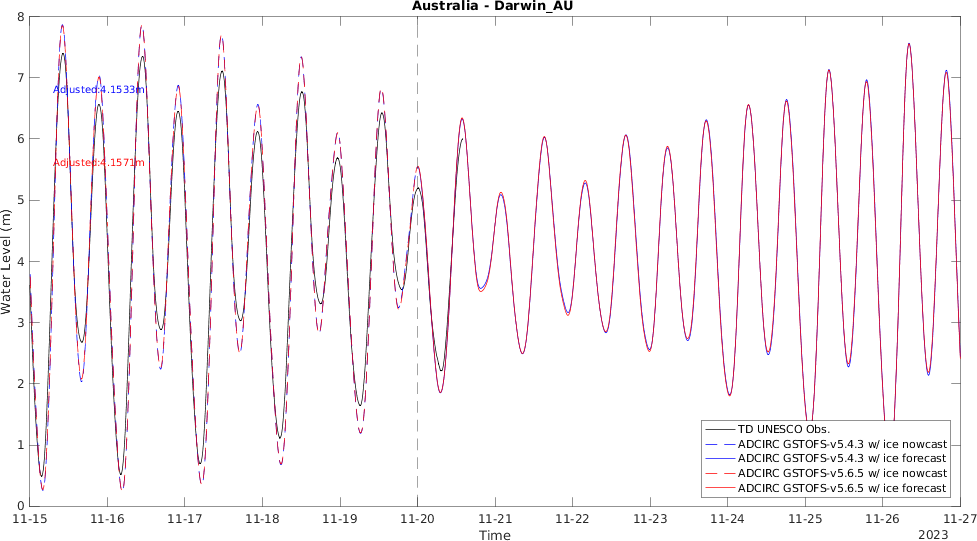 Australia - Darwin_AU
8
7
Adjusted:4.1533m
6
Adjusted:4.1571m
5
4
3
2
1
0
Water Level (m)
TD UNESCO Obs.
ADCIRC GSTOFS-v5.4.3 w/ ice nowcast
ADCIRC GSTOFS-v5.4.3 w/ ice forecast
ADCIRC GSTOFS-v5.6.5 w/ ice nowcast
ADCIRC GSTOFS-v5.6.5 w/ ice forecast
11-15 11-16 11-17 11-18 11-19 11-20 11-21 11-22 11-23 11-24 11-25 11-26 11-27
Time
2023